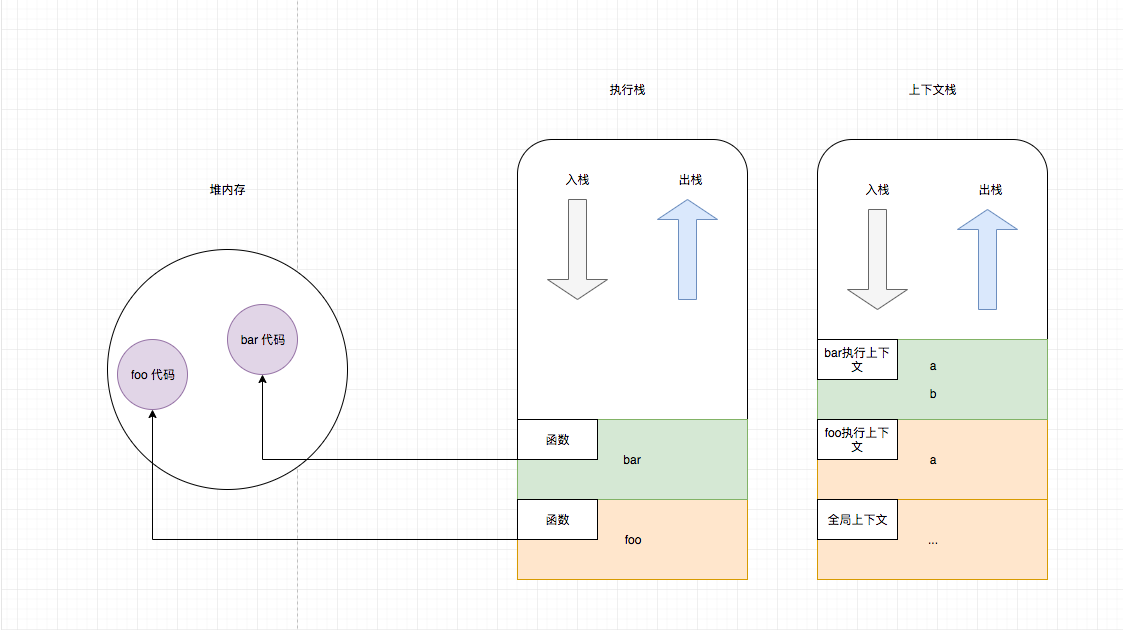 执行栈
上下文栈
入栈
出栈
入栈
出栈
堆内存
bar 代码
foo 代码
函数
bar
函数
foo
bar执行上下
文
a
b
foo执行上下
文
a
全局上下文
...